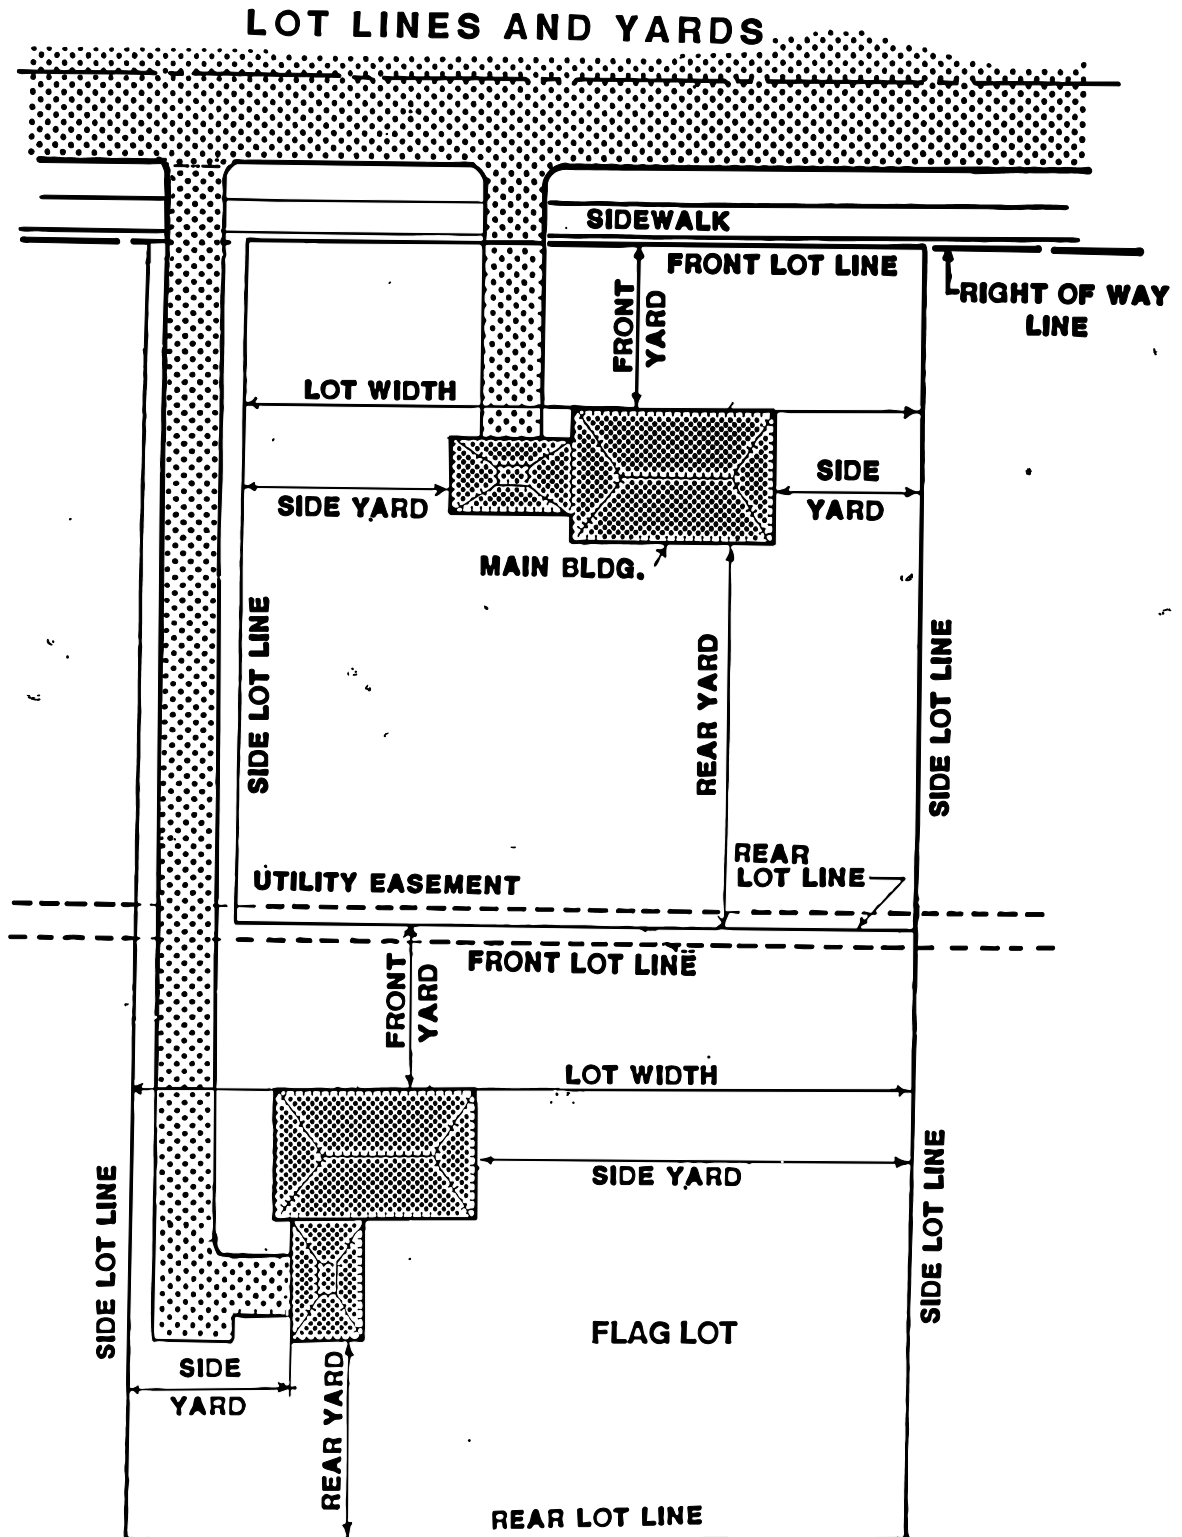 LOT LINES AND YARDS
SIDEWALK
FRONT LOT LINE
RIGHT OF WAY
LINE
FRONT
YARD
LOT WIDTH
SIDE YARD
SIDE
YARD
MAIN BLDG.
SIDE LOT LINE
REAR YARD
SIDE LOT LINE
REAR
LOT LINE
UTILITY EASEMENT
FRONT LOT LINE
FRONT
YARD
LOT WIDTH
SIDE YARD
SIDE LOT LINE
SIDE LOT LINE
FLAG LOT
SIDE
YARD
REAR YARD
REAR LOT LINE